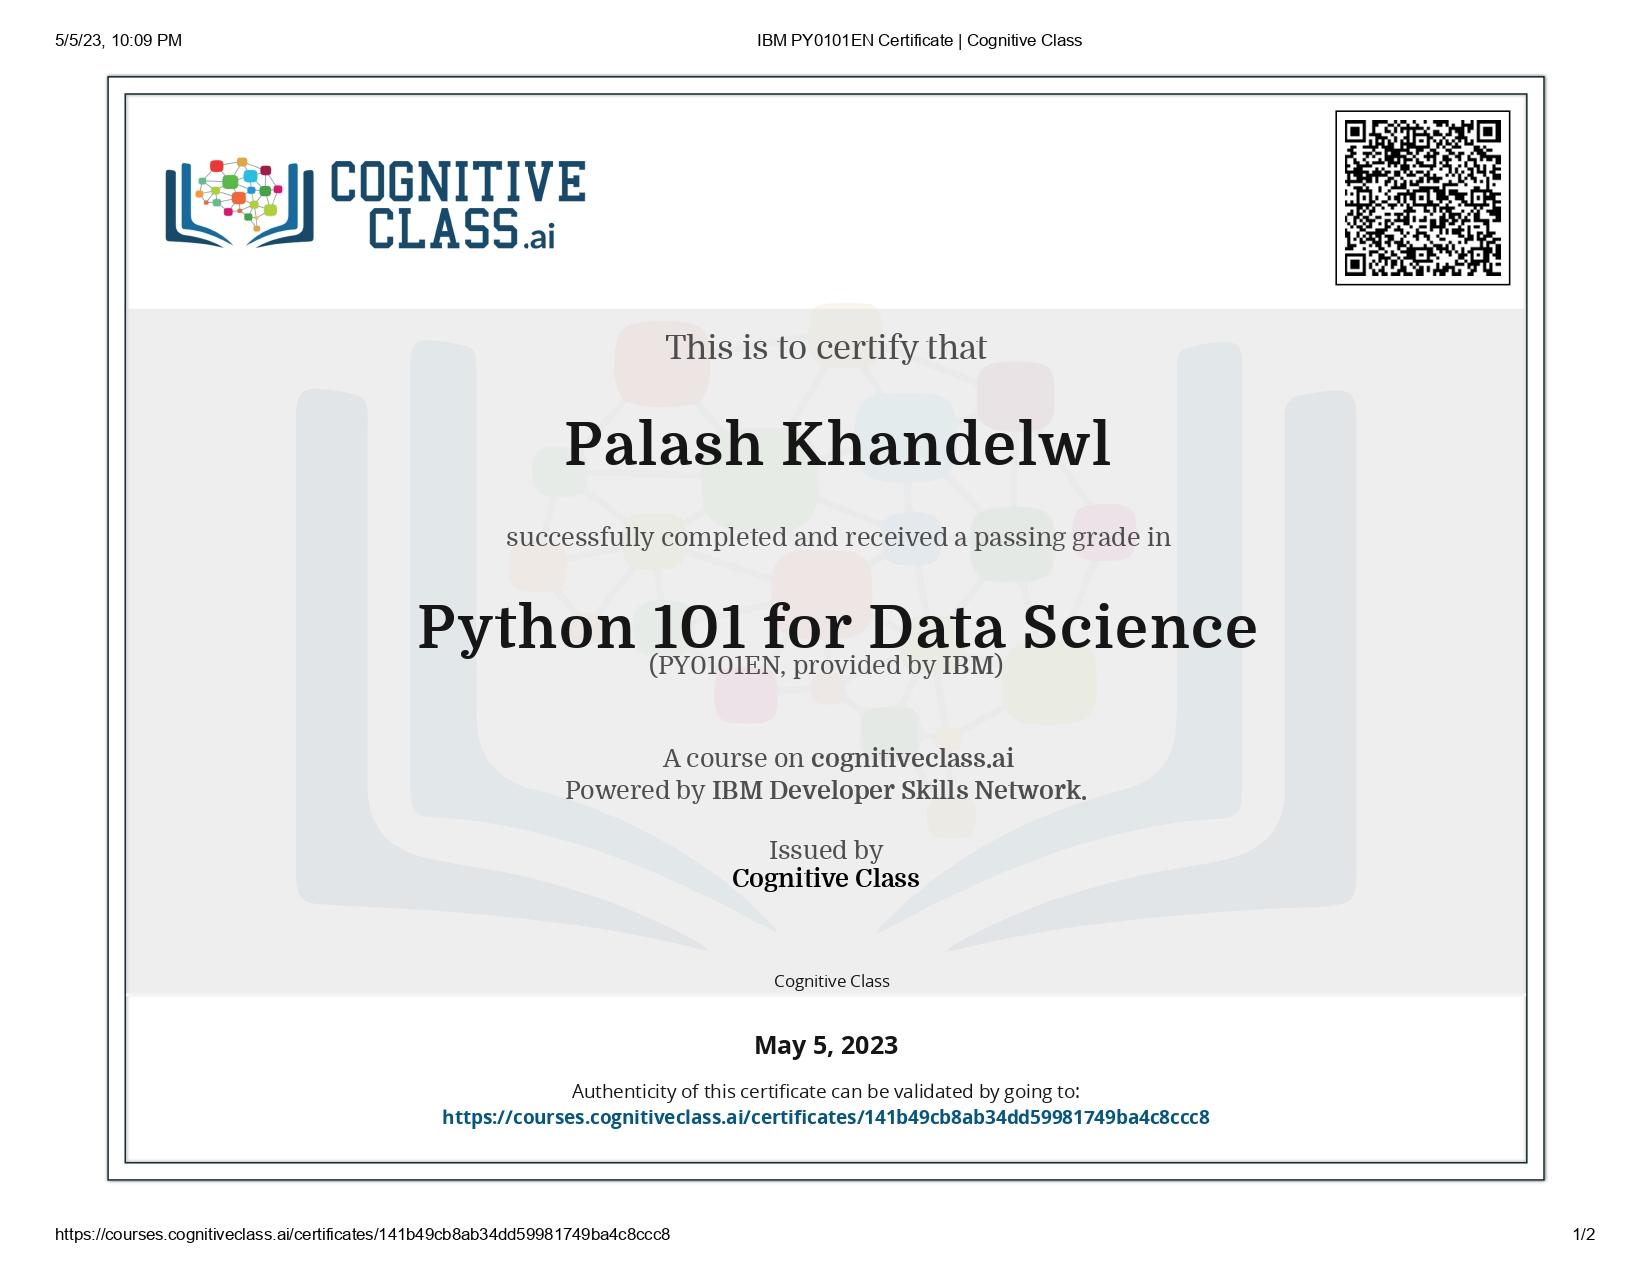 5/5/23, 10:09 PM
IBM PY0101EN Certificate | Cognitive Class
COGNITIVE
CLASS.ai
This is to certify that
Palash Khandelwl
successfully completed and received a passing grade in
Python 101 for Data Science
(PY0101EN, provided by IBM)
A course on cognitiveclass.ai
Powered by IBM Developer Skills Network.
Issued by
Cognitive Class
Cognitive Class
May 5, 2023
Authenticity of this certificate can be validated by going to:
https://courses.cognitiveclass.ai/certificates/141b49cb8ab34dd59981749ba4c8ccc8
https://courses.cognitiveclass.ai/certificates/141b49cb8ab34dd59981749ba4c8ccc8
1/2